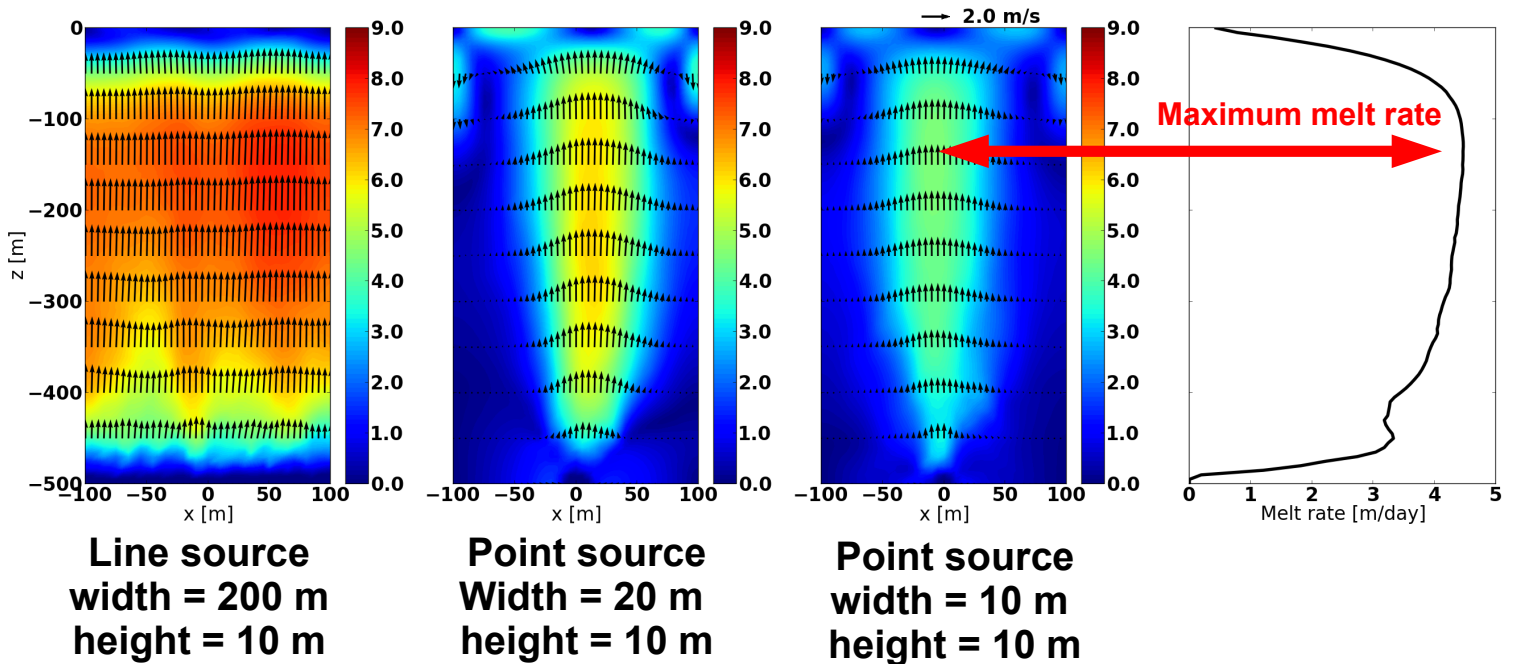 2.0 m/s
0
−100
−200
−300
−400
−500
z [m]
−100 −50 0 50 100
x [m]
9.0
8.0
7.0
6.0
5.0
4.0
3.0
2.0
1.0
0.0
−100 −50 0 50 100
x [m]
9.0
8.0
7.0
6.0
5.0
4.0
3.0
2.0
1.0
0.0
−100 −50 0 50 100
x [m]
9.0
8.0
7.0
6.0
5.0
4.0
3.0
2.0
1.0
0.0
Maximum melt rate
0 1 2 3 4 5
Melt rate [m/day]
Line source
width = 200 m
height = 10 m
Point source
Width = 20 m
height = 10 m
Point source
width = 10 m
height = 10 m